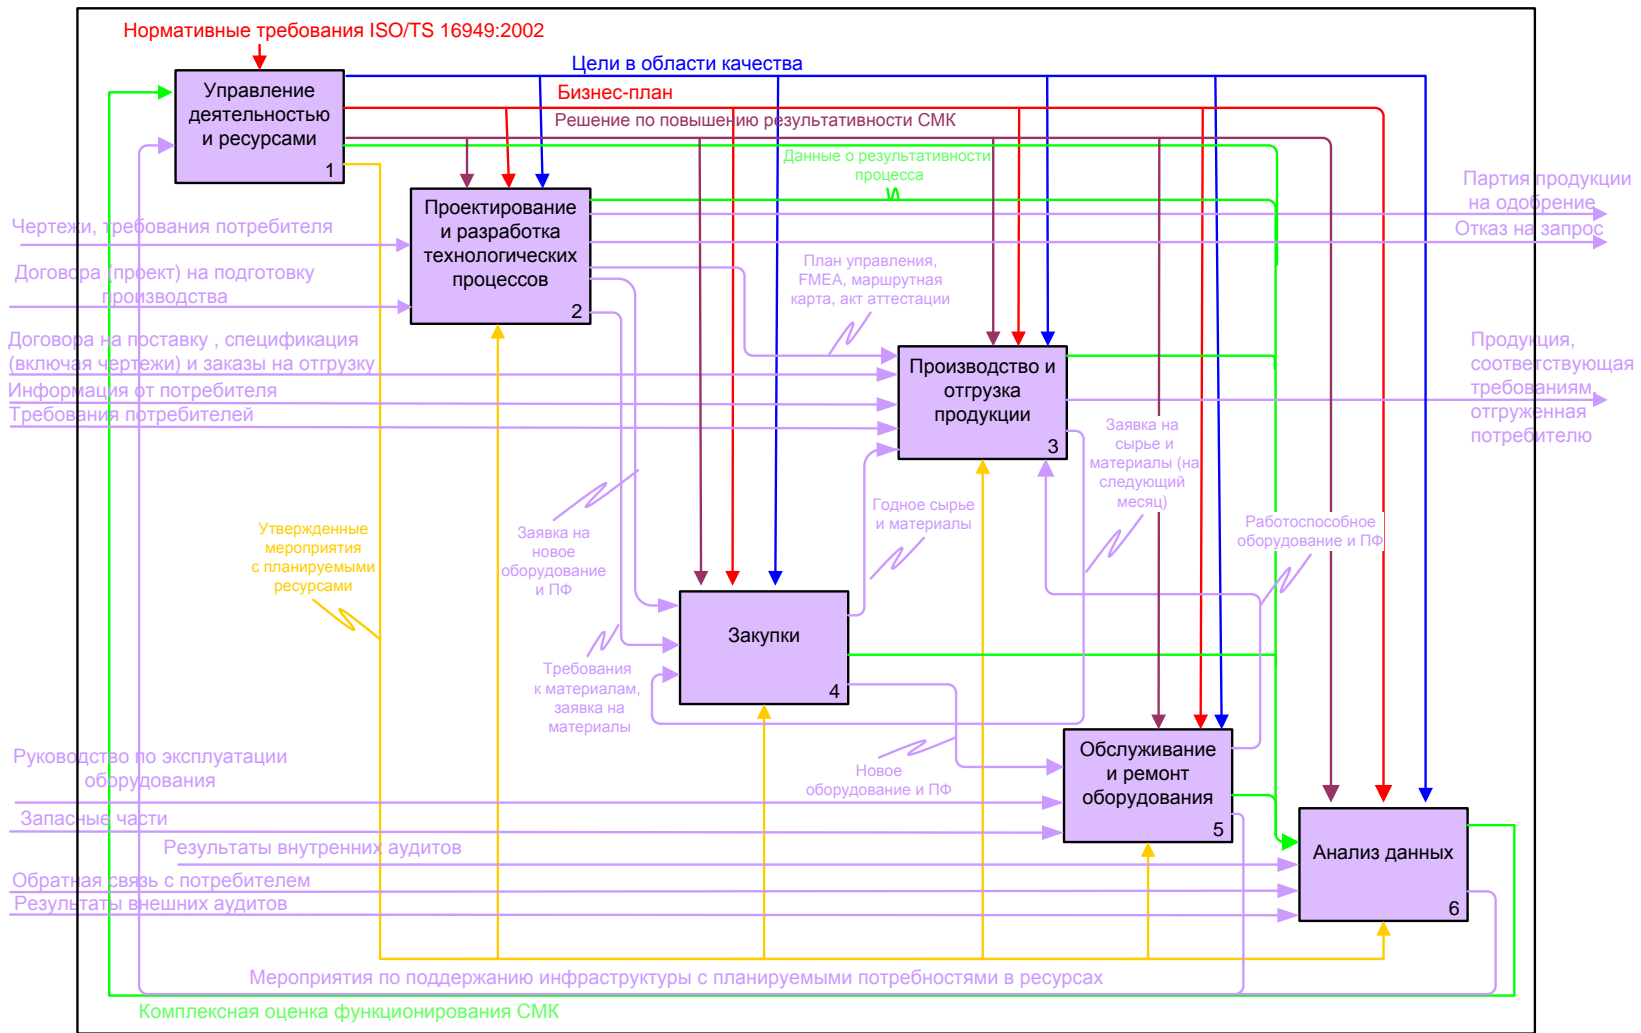 Нормативные требования ISO/TS 16949:2002
Управление
деятельностью
и ресурсами
1
Цели в области качества
Бизнес-план
Решение по повышению результативности СМК
Данные о результативности
процесса
Проектирование
и разработка
технологических
процессов
2
Партия продукции
на одобрение
Отказ на запрос
Чертежи, требования потребителя
Договора (проект) на подготовку
производства
План управления,
FMEA, маршрутная
карта, акт аттестации
Договора на поставку , спецификация
(включая чертежи) и заказы на отгрузку
Информация от потребителя
Требования потребителей
Производство и
отгрузка
продукции
3
Продукция,
соответствующая
требованиям,
отгруженная
потребителю
Заявка на
сырье и
материалы (на
следующий
месяц)
Годное сырье
и материалы
Работоспособное
оборудование и ПФ
Утвержденные
мероприятия
с планируемыми
ресурсами
Заявка на
новое
оборудование
и ПФ
Закупки
4
Требования
к материалам,
заявка на
материалы
Новое
оборудование и ПФ
Обслуживание
и ремонт
оборудования
5
Руководство по эксплуатации
оборудования
Запасные части
Результаты внутренних аудитов
Обратная связь с потребителем
Результаты внешних аудитов
Анализ данных
6
Мероприятия по поддержанию инфраструктуры с планируемыми потребностями в ресурсах
Комплексная оценка функционирования СМК